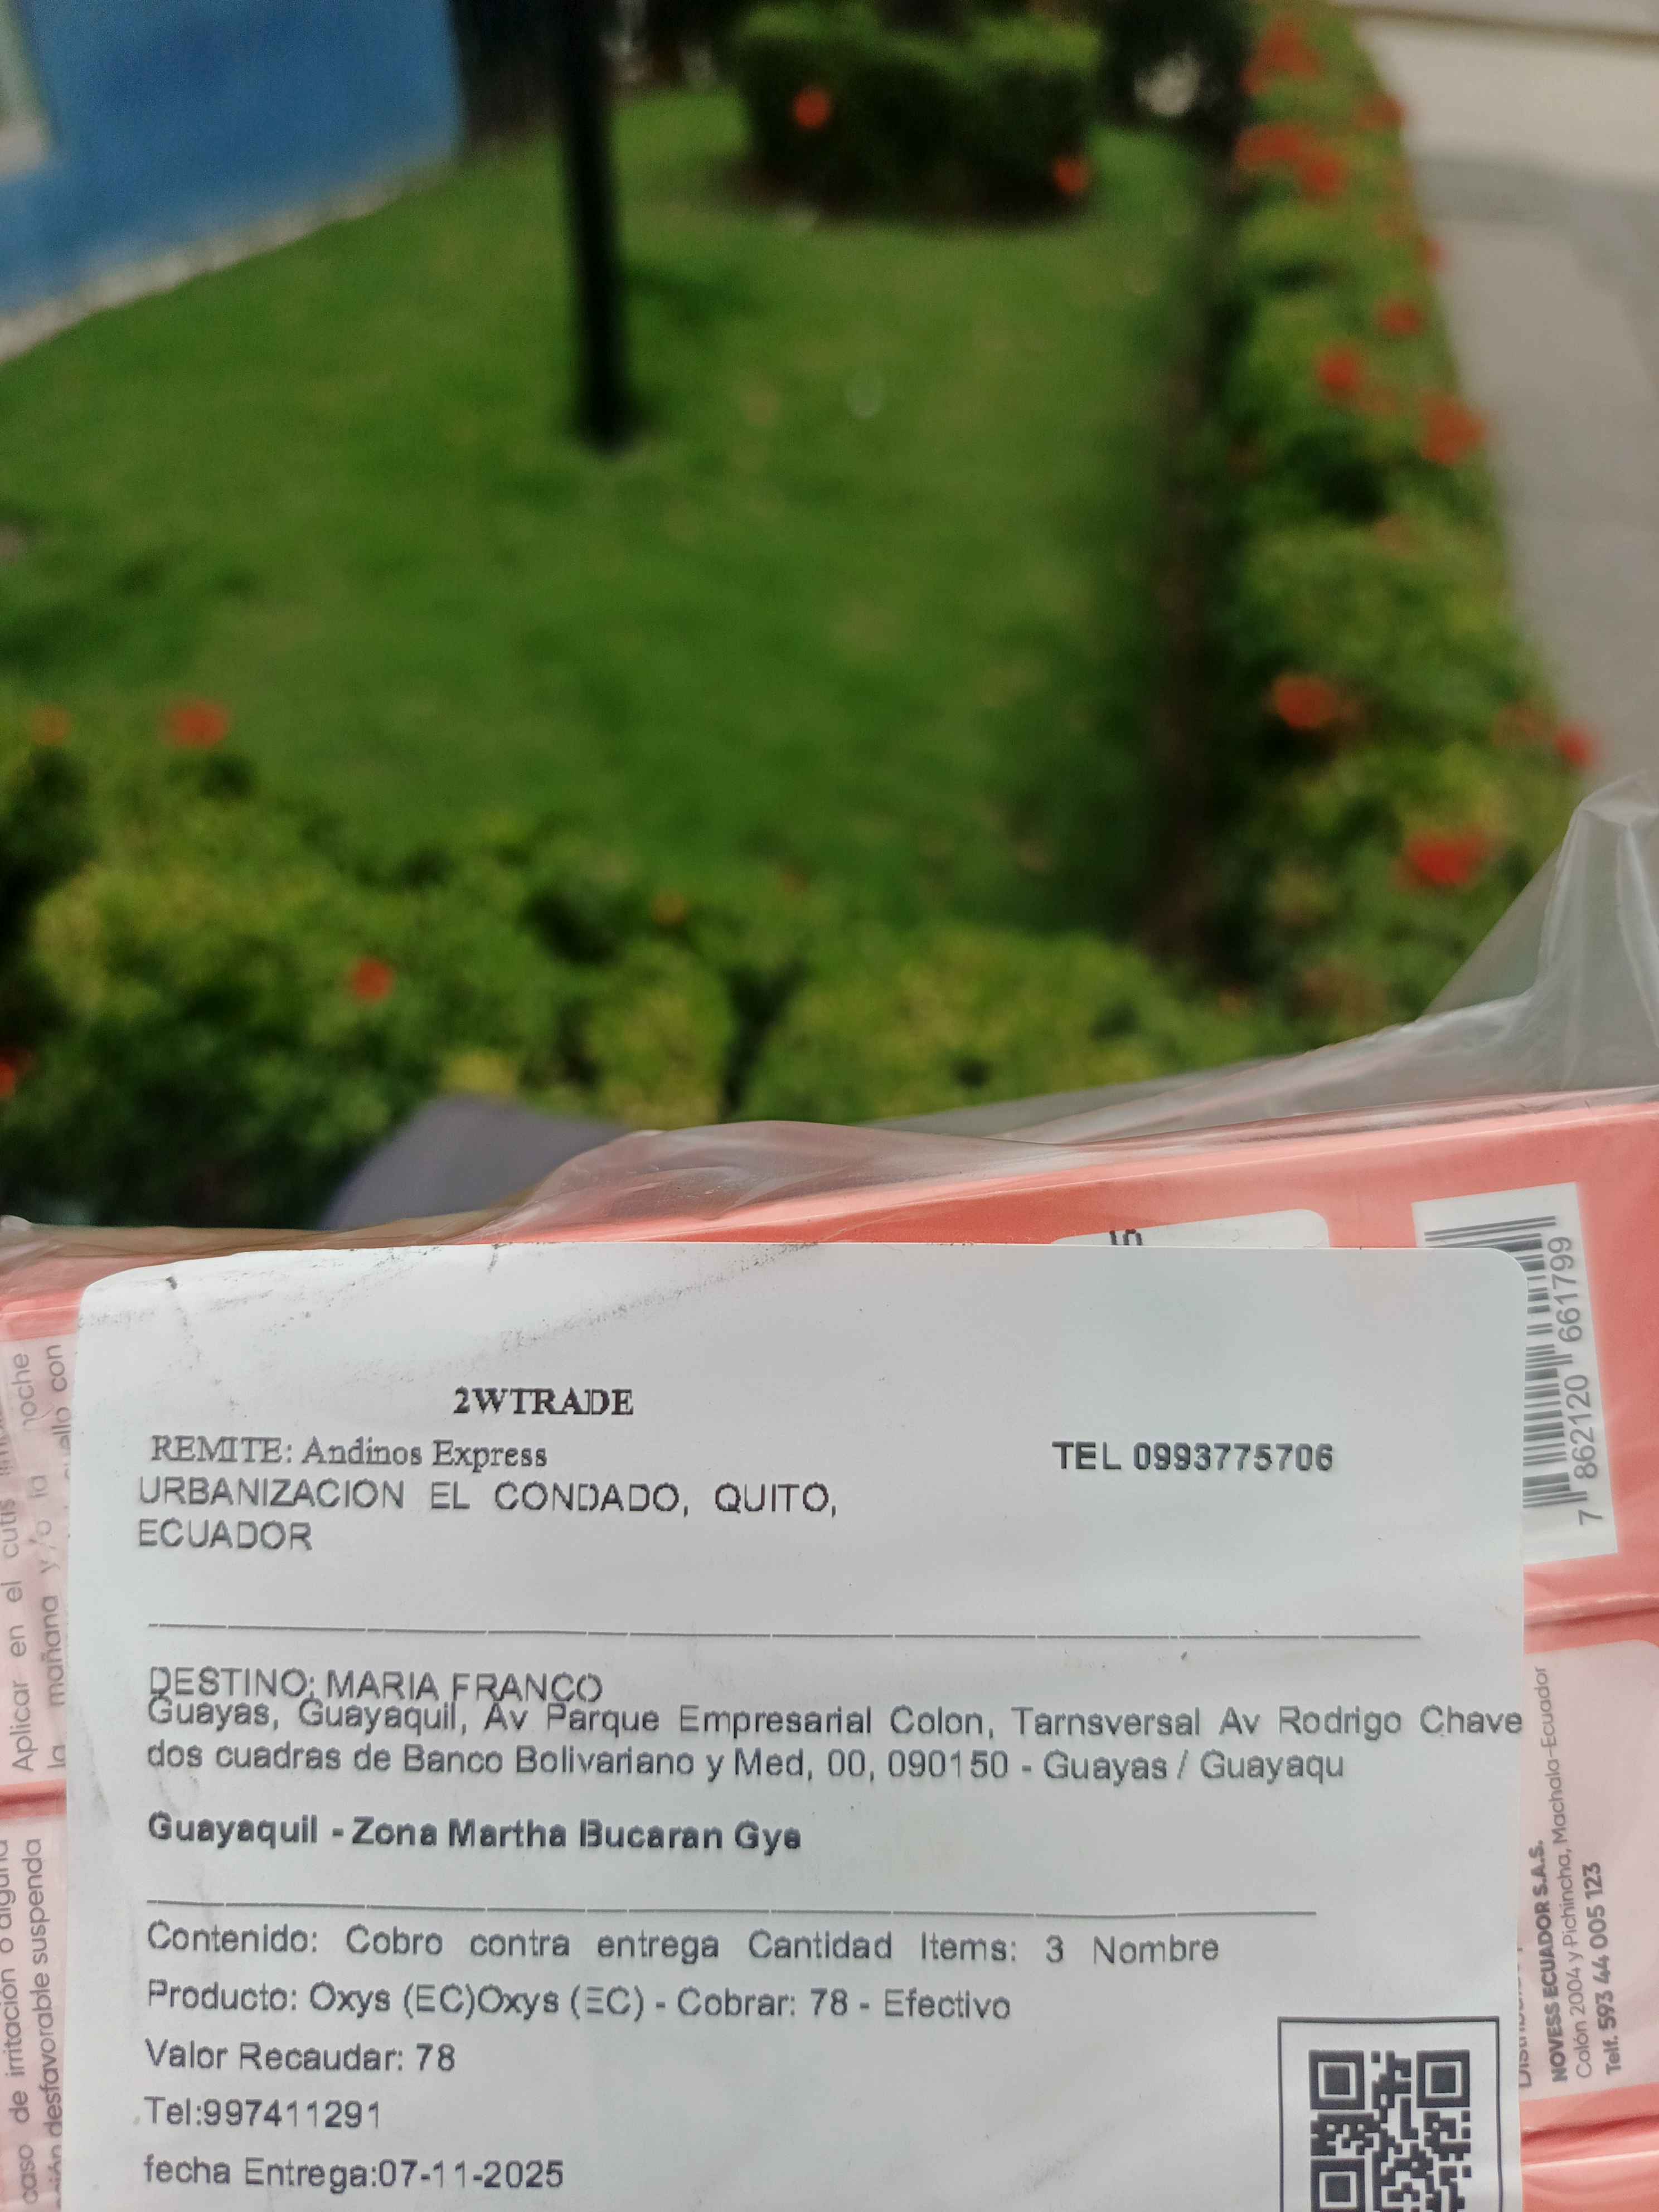 2WTRADE
REMITE: Andinos Express
TEL 0993775706
URBANIZACION EL CONDADO, QUITO,
ECUADOR
DESTINO: MARIA FRANCO
Guayas, Guayaquil, Av Parque Empresarial Colon, Tarnsversal Av Rodrigo Chave
dos cuadras de Banco Bolivariano y Med, 00, 090150 - Guayas / Guayaqu
Guayaquil - Zona Martha Bucaran Gye
Contenido: Cobro contra entrega Cantidad Items: 3 Nombre
Producto: Oxys (EC)Oxys (EC) - Cobrar: 78 - Efectivo
Valor Recaudar: 78
Tel:997411291
fecha Entrega:07-11-2025
7 862120 661799
NOVESS ECUADOR S.A.S.
Colón 2004 y Pichincha, Machala-Ecuador
Telf. 593 44 005 123
Aplicar en el cutis
la mañana y/o la noche
con
caso de irritación o alguna
desfavorable suspenda